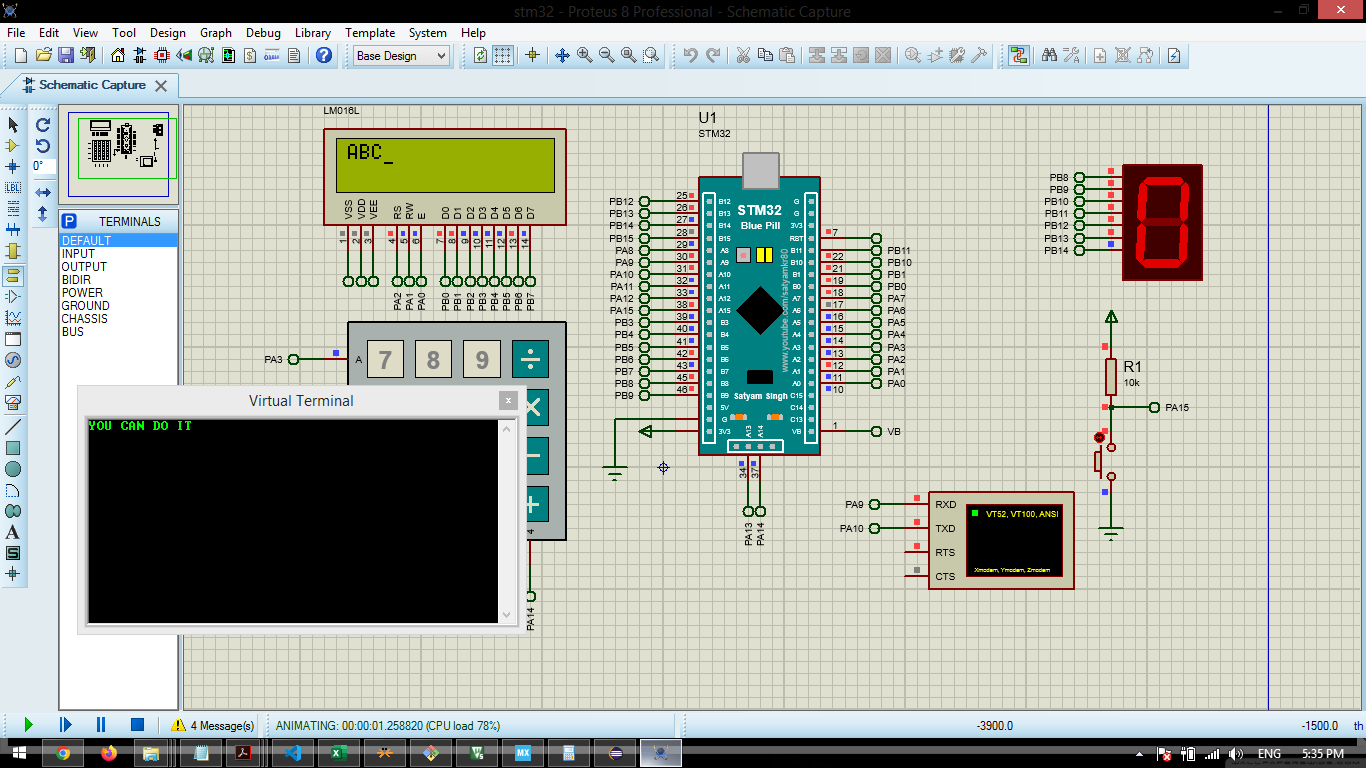 stm32 - Proteus 8 Professional - Schematic Capture
File Edit View Tool Design Graph Debug Library Template System Help
Base Design
Schematic Capture
0°
P TERMINALS
DEFAULT
INPUT
OUTPUT
BIDIR
POWER
GROUND
CHASSIS
BUS
LM016L
ABC_
VSS VDD VEE RS RW E D0 D1 D2 D3 D4 D5 D6 D7
1 2 3 4 5 6 7 8 9 10 11 12 13 14
PA2 PA1 PA0 PB0 PB1 PB2 PB3 PB4 PB5 PB6 PB7
PA3
A 7 8 9 ÷
×
−
+
4
PA14
Virtual Terminal
x
YOU CAN DO IT
U1
STM32
PB12 25 B12
PB13 26 B13
PB14 27 B14
PB15 28 B15
PA8 29 A8
PA9 30 A9
PA10 31 A10
PA11 32 A11
PA12 33 A12
PA15 38 A15
PB3 39 B3
PB4 40 B4
PB5 41 B5
PB6 42 B6
PB7 43 B7
PB8 45 B8
PB9 46 B9
5V
G
3V3
STM32
Blue Pill
www.youtube.com/satyamkr80
Satyam Singh
A13 A14
34 37
PA13 PA14
G
G
3V3
RBT 7
B11 22 PB11
B10 21 PB10
B1 19 PB1
B0 18 PB0
A7 17 PA7
A6 16 PA6
A5 15 PA5
A4 14 PA4
A3 13 PA3
A2 12 PA2
A1 11 PA1
A0 10 PA0
C15
C14
C13
VB 1 VB
PB8
PB9
PB10
PB11
PB12
PB13
PB14
0
R1
10k
PA15
PA9 RXD
PA10 TXD
RTS
CTS
VT52, VT100, ANSI
Xmodem, Ymodem, Zmodem
4 Message(s)
ANIMATING: 00:00:01.258820 (CPU load 78%)
-3900.0
-1500.0
th
ENG
5:35 PM